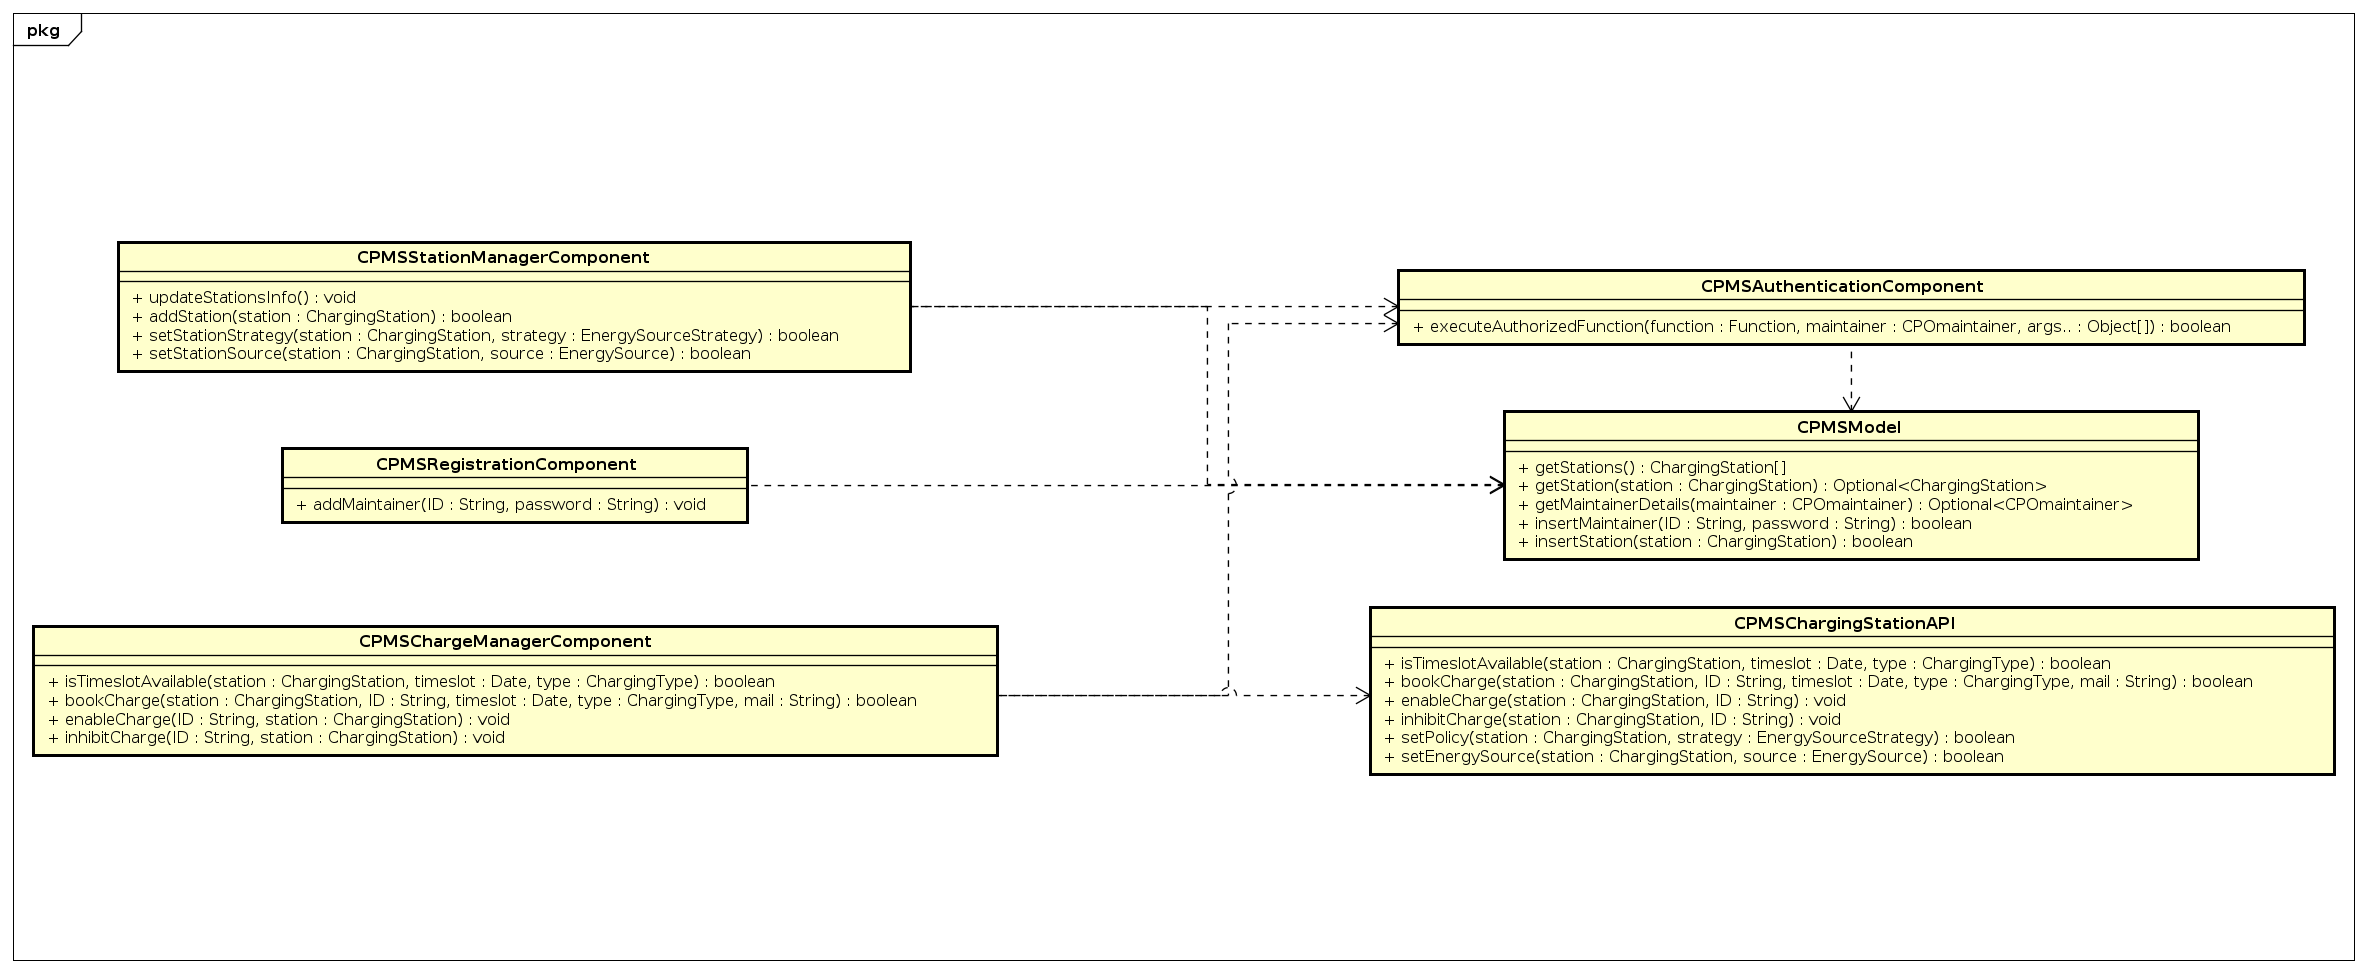 pkg
CPMSStationManagerComponent
+ updateStationsInfo() : void
+ addStation(station : ChargingStation) : boolean
+ setStationStrategy(station : ChargingStation, strategy : EnergySourceStrategy) : boolean
+ setStationSource(station : ChargingStation, source : EnergySource) : boolean
CPMSAuthenticationComponent
+ executeAuthorizedFunction(function : Function, maintainer : CPOmaintainer, args.. : Object[]) : boolean
CPMSRegistrationComponent
+ addMaintainer(ID : String, password : String) : void
CPMSModel
+ getStations() : ChargingStation[]
+ getStation(station : ChargingStation) : Optional<ChargingStation>
+ getMaintainerDetails(maintainer : CPOmaintainer) : Optional<CPOmaintainer>
+ insertMaintainer(ID : String, password : String) : boolean
+ insertStation(station : ChargingStation) : boolean
CPMSChargeManagerComponent
+ isTimeslotAvailable(station : ChargingStation, timeslot : Date, type : ChargingType) : boolean
+ bookCharge(station : ChargingStation, ID : String, timeslot : Date, type : ChargingType, mail : String) : boolean
+ enableCharge(ID : String, station : ChargingStation) : void
+ inhibitCharge(ID : String, station : ChargingStation) : void
CPMSChargingStationAPI
+ isTimeslotAvailable(station : ChargingStation, timeslot : Date, type : ChargingType) : boolean
+ bookCharge(station : ChargingStation, ID : String, timeslot : Date, type : ChargingType, mail : String) : boolean
+ enableCharge(station : ChargingStation, ID : String) : void
+ inhibitCharge(station : ChargingStation, ID : String) : void
+ setPolicy(station : ChargingStation, strategy : EnergySourceStrategy) : boolean
+ setEnergySource(station : ChargingStation, source : EnergySource) : boolean